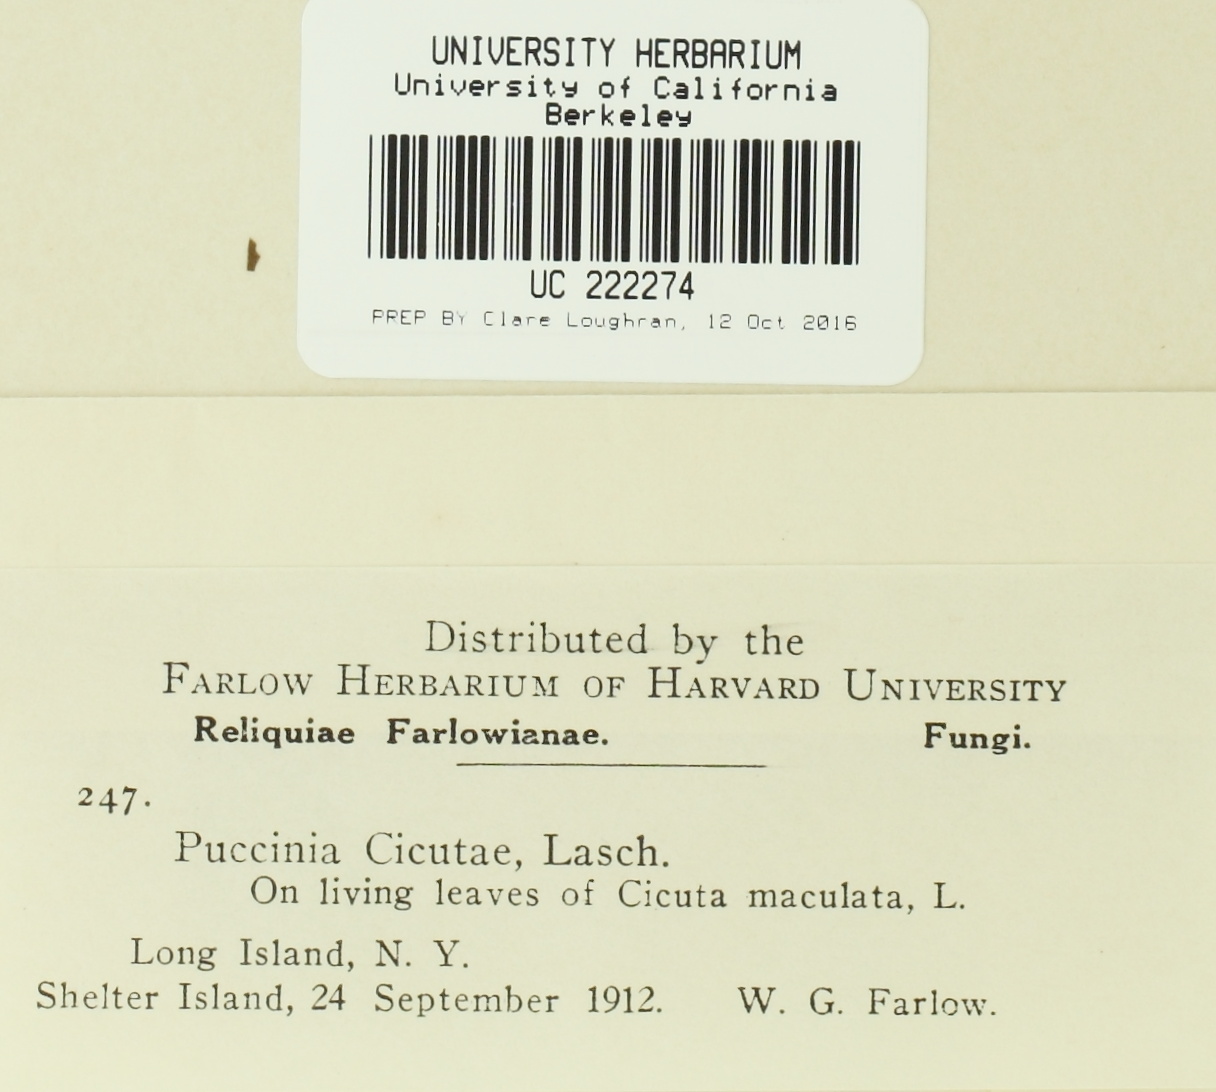 UNIVERSITY HERBARIUM
University of California
Berkeley
UC 222274
PREP BY Clare Loughran, 12 Oct 2016
Distributed by the
FARLOW HERBARIUM OF HARVARD UNIVERSITY
Reliquiae Farlowianae. Fungi.
247.
Puccinia Cicutae, Lasch.
On living leaves of Cicuta maculata, L.
Long Island, N. Y.
Shelter Island, 24 September 1912. W. G. Farlow.